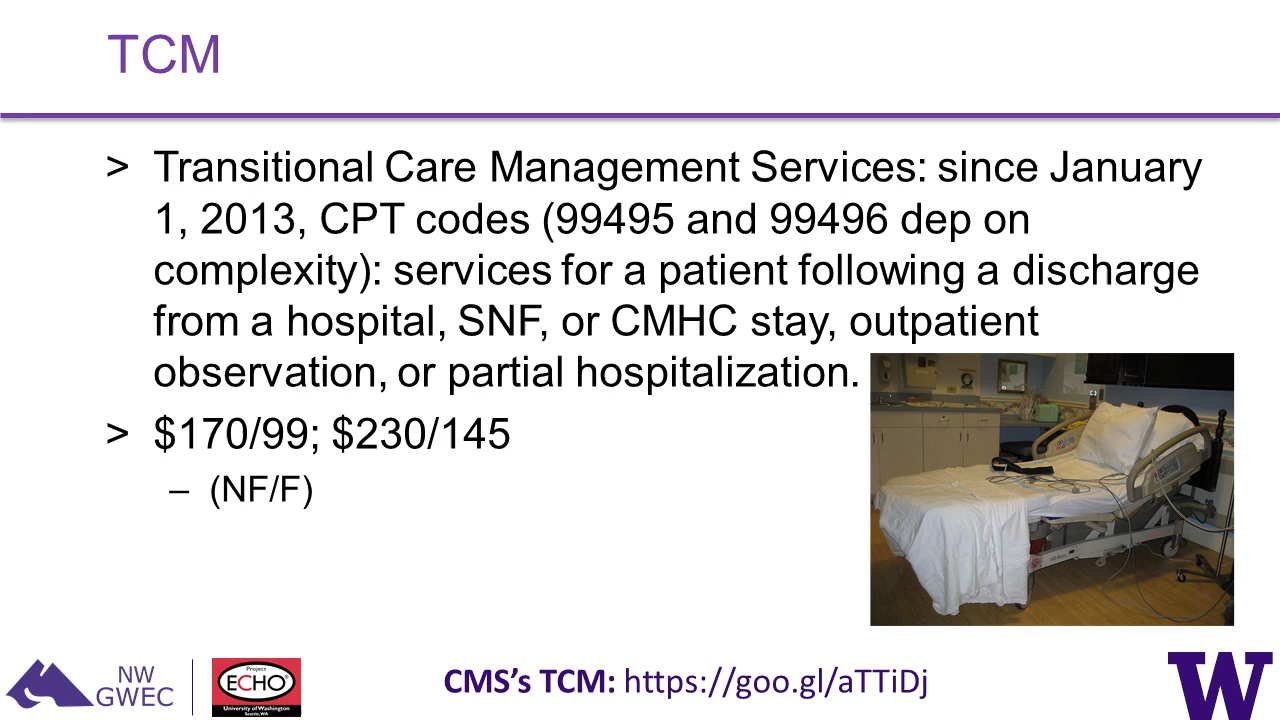 TCM
> Transitional Care Management Services: since January
1, 2013, CPT codes (99495 and 99496 dep on
complexity): services for a patient following a discharge
from a hospital, SNF, or CMHC stay, outpatient
observation, or partial hospitalization.
> $170/99; $230/145
– (NF/F)
NW
GWEC
Project
ECHO®
University of Washington
Seattle, WA
CMS’s TCM: https://goo.gl/aTTiDj
W